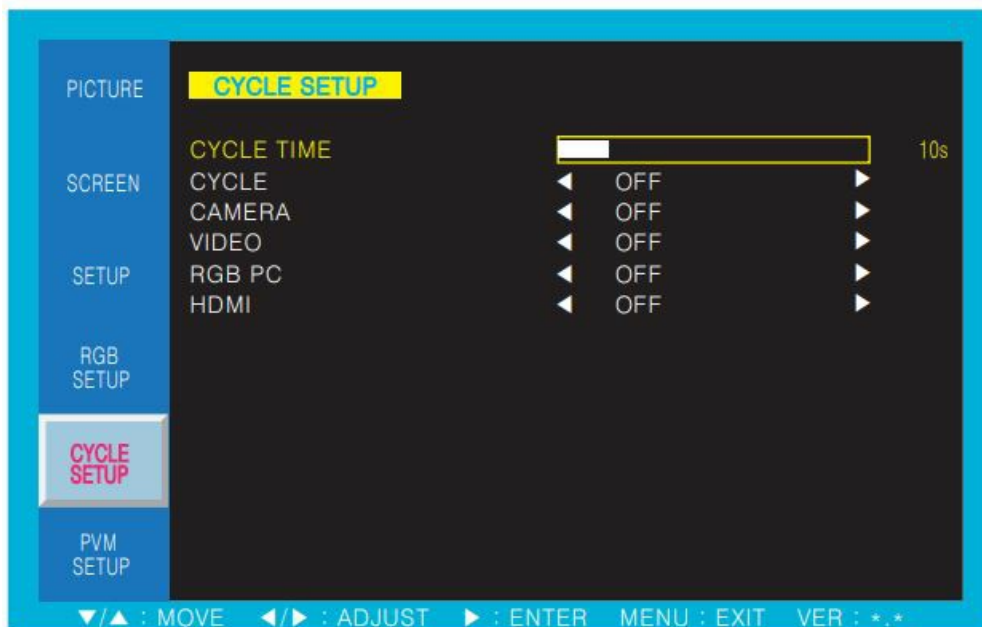 PICTURE
SCREEN
SETUP
RGB
SETUP
CYCLE
SETUP
PVM
SETUP
CYCLE SETUP
CYCLE TIME 10s
CYCLE ◀ OFF ▶
CAMERA ◀ OFF ▶
VIDEO ◀ OFF ▶
RGB PC ◀ OFF ▶
HDMI ◀ OFF ▶
▼/▲ : MOVE ◀/▶ : ADJUST ▶ : ENTER MENU : EXIT VER : *.*